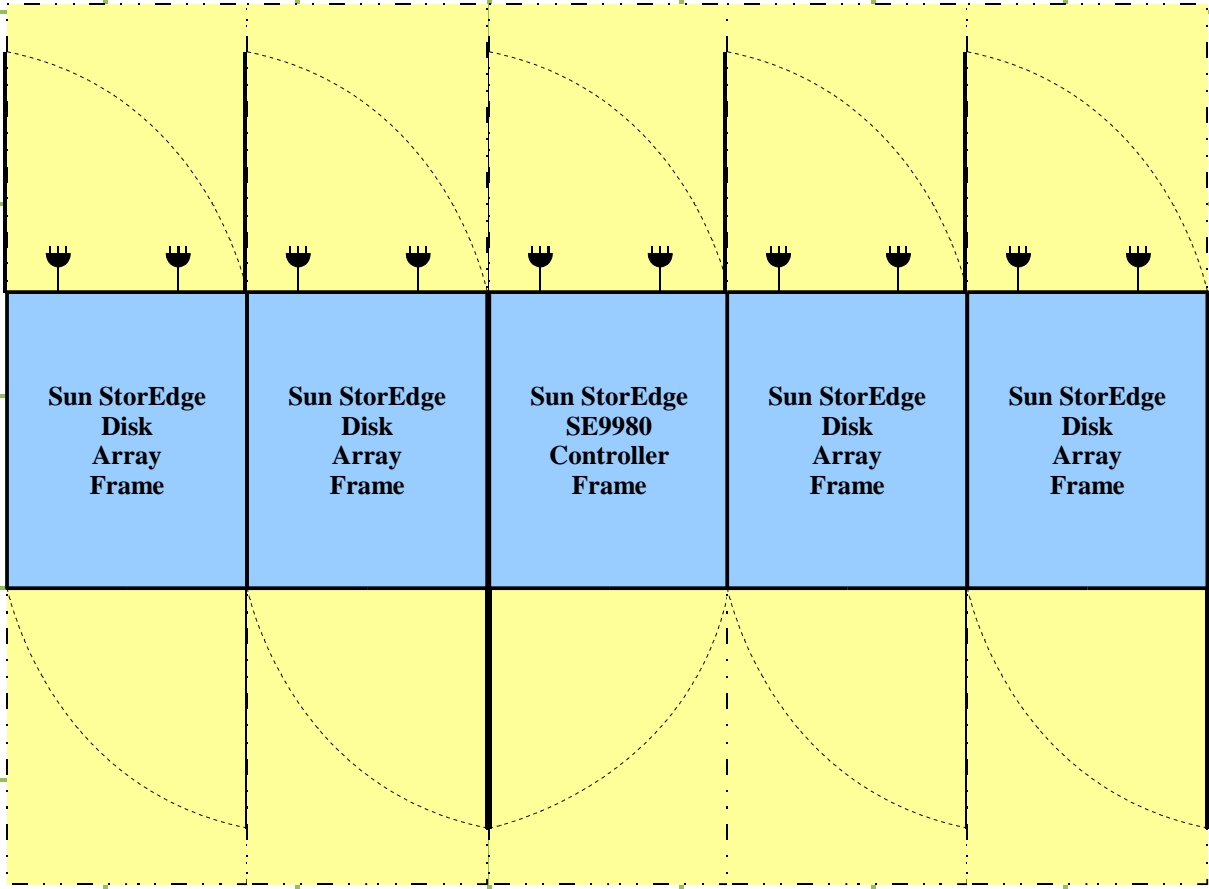 Sun StorEdge
Disk
Array
Frame
Sun StorEdge
Disk
Array
Frame
Sun StorEdge
SE9980
Controller
Frame
Sun StorEdge
Disk
Array
Frame
Sun StorEdge
Disk
Array
Frame